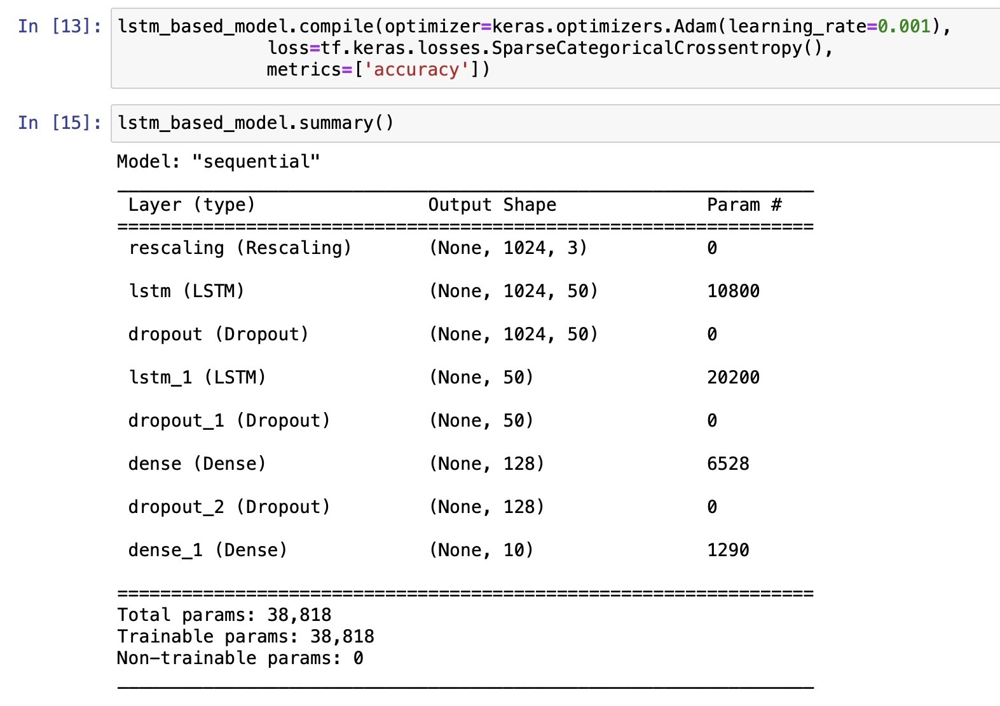 In [13]: lstm_based_model.compile(optimizer=keras.optimizers.Adam(learning_rate=0.001),
loss=tf.keras.losses.SparseCategoricalCrossentropy(),
metrics=['accuracy'])
In [15]: lstm_based_model.summary()
Model: "sequential"
Layer (type) Output Shape Param #
rescaling (Rescaling) (None, 1024, 3) 0
lstm (LSTM) (None, 1024, 50) 10800
dropout (Dropout) (None, 1024, 50) 0
lstm_1 (LSTM) (None, 50) 20200
dropout_1 (Dropout) (None, 50) 0
dense (Dense) (None, 128) 6528
dropout_2 (Dropout) (None, 128) 0
dense_1 (Dense) (None, 10) 1290
Total params: 38,818
Trainable params: 38,818
Non-trainable params: 0